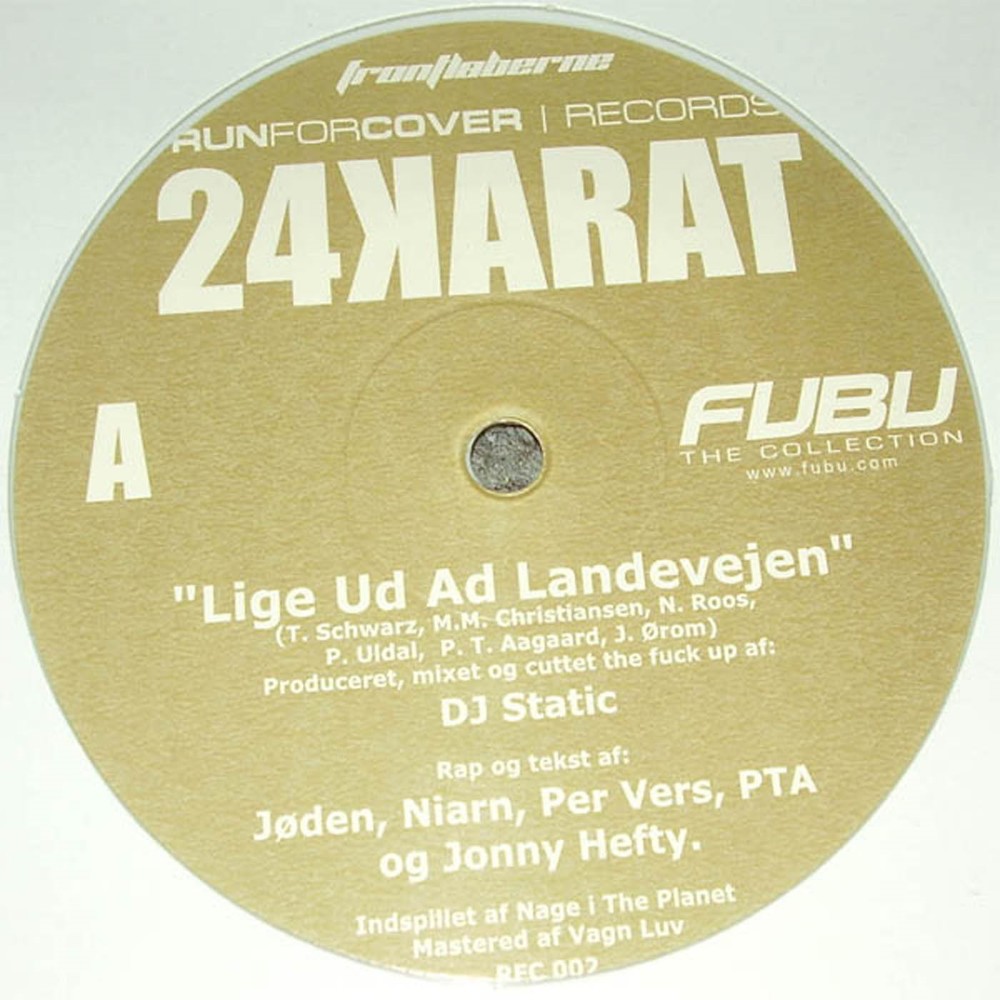 frontløberne
RUNFORCOVER | RECORDS
24KARAT
A
FUBU
THE COLLECTION
www.fubu.com
"Lige Ud Ad Landevejen"
(T. Schwarz, M.M. Christiansen, N. Roos,
P. Uldal, P. T. Aagaard, J. Ørom)
Produceret, mixet og cuttet the fuck up af:
DJ Static
Rap og tekst af:
Jøden, Niarn, Per Vers, PTA
og Jonny Hefty.
Indspillet af Nage i The Planet
Mastered af Vagn Luv
RFC 002